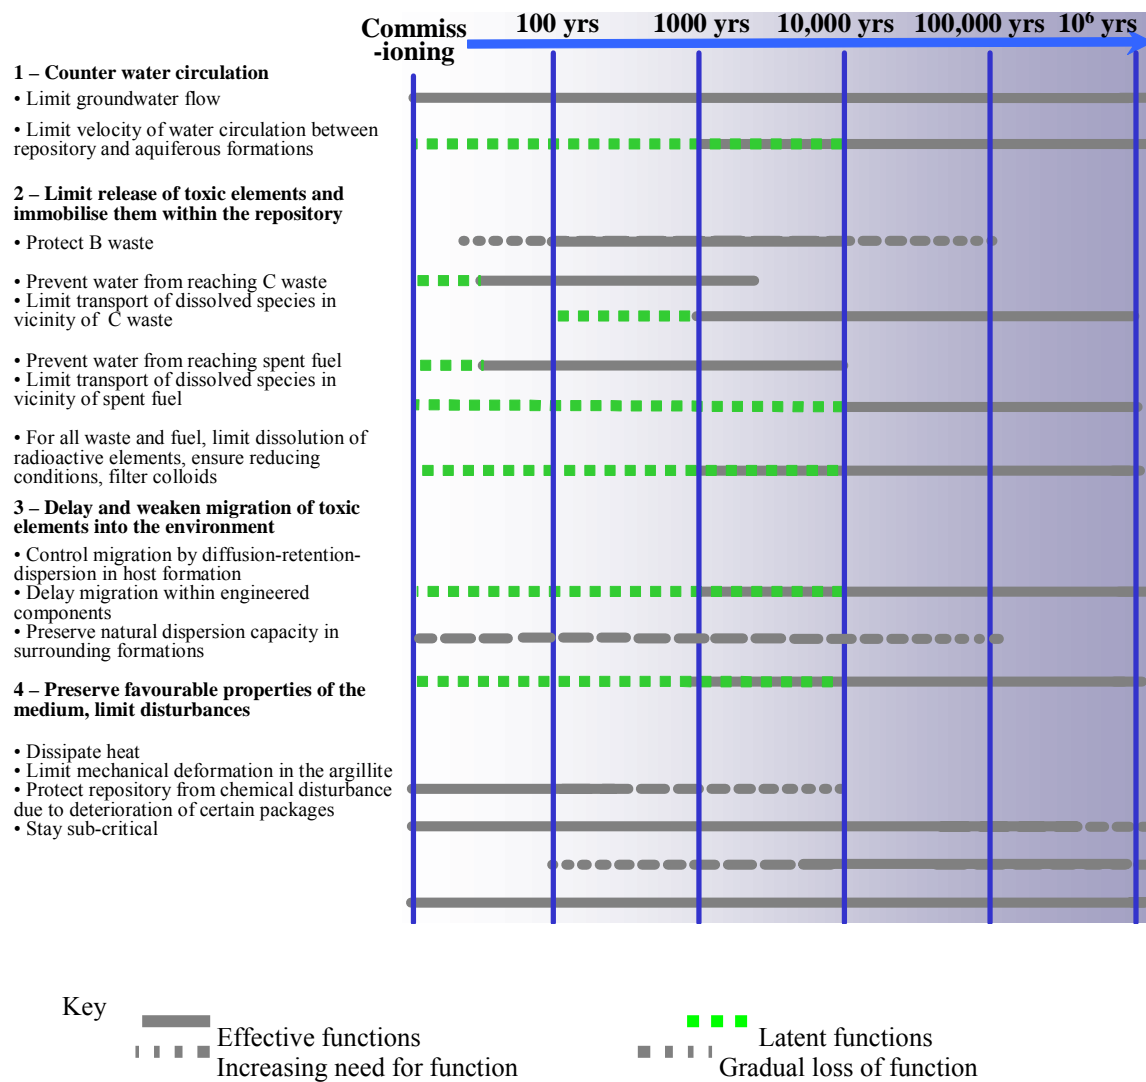 Commiss
-ioning
100 yrs
1000 yrs
10,000 yrs
100,000 yrs
10⁶ yrs
1 – Counter water circulation
• Limit groundwater flow
• Limit velocity of water circulation between
repository and aquiferous formations
2 – Limit release of toxic elements and
immobilise them within the repository
• Protect B waste
• Prevent water from reaching C waste
• Limit transport of dissolved species in
vicinity of C waste
• Prevent water from reaching spent fuel
• Limit transport of dissolved species in
vicinity of spent fuel
• For all waste and fuel, limit dissolution of
radioactive elements, ensure reducing
conditions, filter colloids
3 – Delay and weaken migration of toxic
elements into the environment
• Control migration by diffusion-retention-
dispersion in host formation
• Delay migration within engineered
components
• Preserve natural dispersion capacity in
surrounding formations
4 – Preserve favourable properties of the
medium, limit disturbances
• Dissipate heat
• Limit mechanical deformation in the argillite
• Protect repository from chemical disturbance
due to deterioration of certain packages
• Stay sub-critical
Key
Effective functions
Increasing need for function
Latent functions
Gradual loss of function